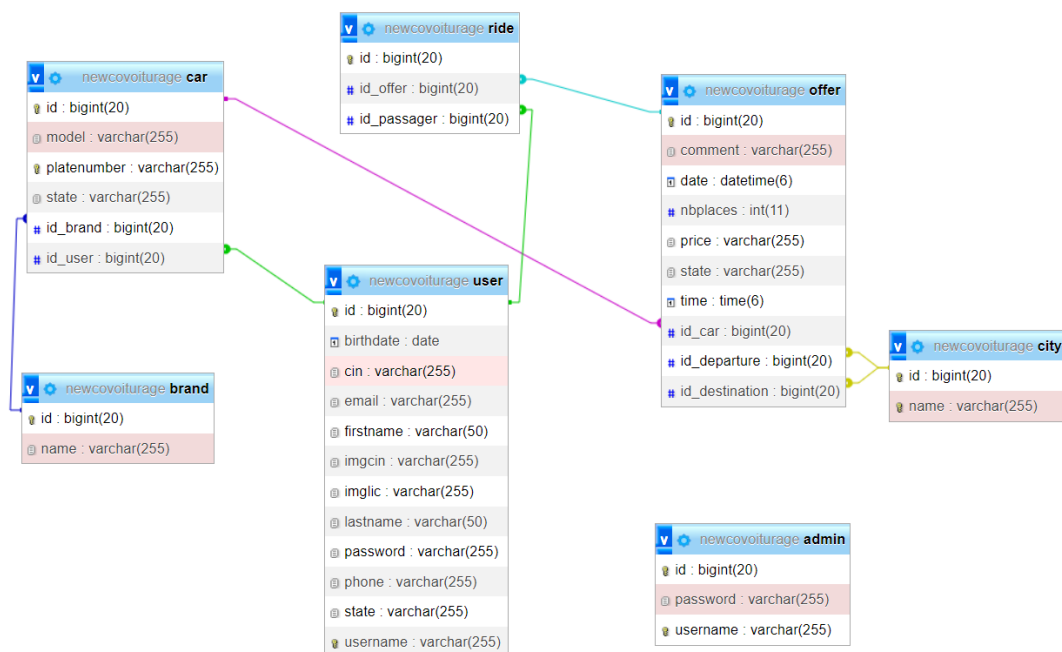 newcovoiturage ride
id : bigint(20)
id_offer : bigint(20)
id_passager : bigint(20)
newcovoiturage car
id : bigint(20)
model : varchar(255)
platenumber : varchar(255)
state : varchar(255)
id_brand : bigint(20)
id_user : bigint(20)
newcovoiturage offer
id : bigint(20)
comment : varchar(255)
date : datetime(6)
nbplaces : int(11)
price : varchar(255)
state : varchar(255)
time : time(6)
id_car : bigint(20)
id_departure : bigint(20)
id_destination : bigint(20)
newcovoiturage user
id : bigint(20)
birthdate : date
cin : varchar(255)
email : varchar(255)
firstname : varchar(50)
imgcin : varchar(255)
imglic : varchar(255)
lastname : varchar(50)
password : varchar(255)
phone : varchar(255)
state : varchar(255)
username : varchar(255)
newcovoiturage city
id : bigint(20)
name : varchar(255)
newcovoiturage brand
id : bigint(20)
name : varchar(255)
newcovoiturage admin
id : bigint(20)
password : varchar(255)
username : varchar(255)